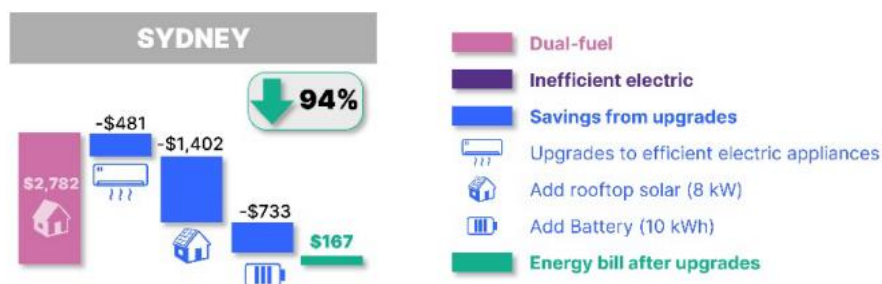 SYDNEY
94%
-$481
-$1,402
$2,782
-$733
$167
Dual-fuel
Inefficient electric
Savings from upgrades
Upgrades to efficient electric appliances
Add rooftop solar (8 kW)
Add Battery (10 kWh)
Energy bill after upgrades